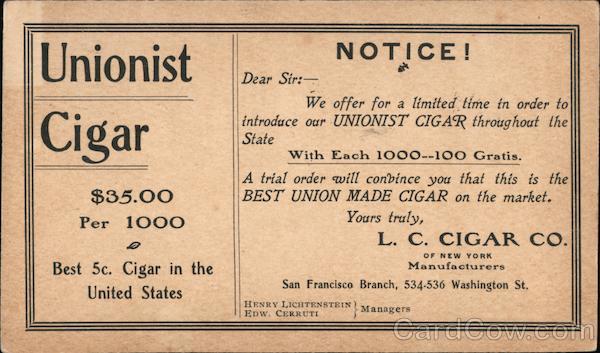 Unionist
Cigar
$35.00
Per 1000
Best 5c. Cigar in the
United States
NOTICE!
Dear Sir:—
We offer for a limited time in order to
introduce our UNIONIST CIGAR throughout the
State
With Each 1000--100 Gratis.
A trial order will convince you that this is the
BEST UNION MADE CIGAR on the market.
Yours truly,
L. C. CIGAR CO.
OF NEW YORK
Manufacturers
San Francisco Branch, 534-536 Washington St.
HENRY LICHTENSTEIN
EDW. CERRUTI } Managers
CardCow.com